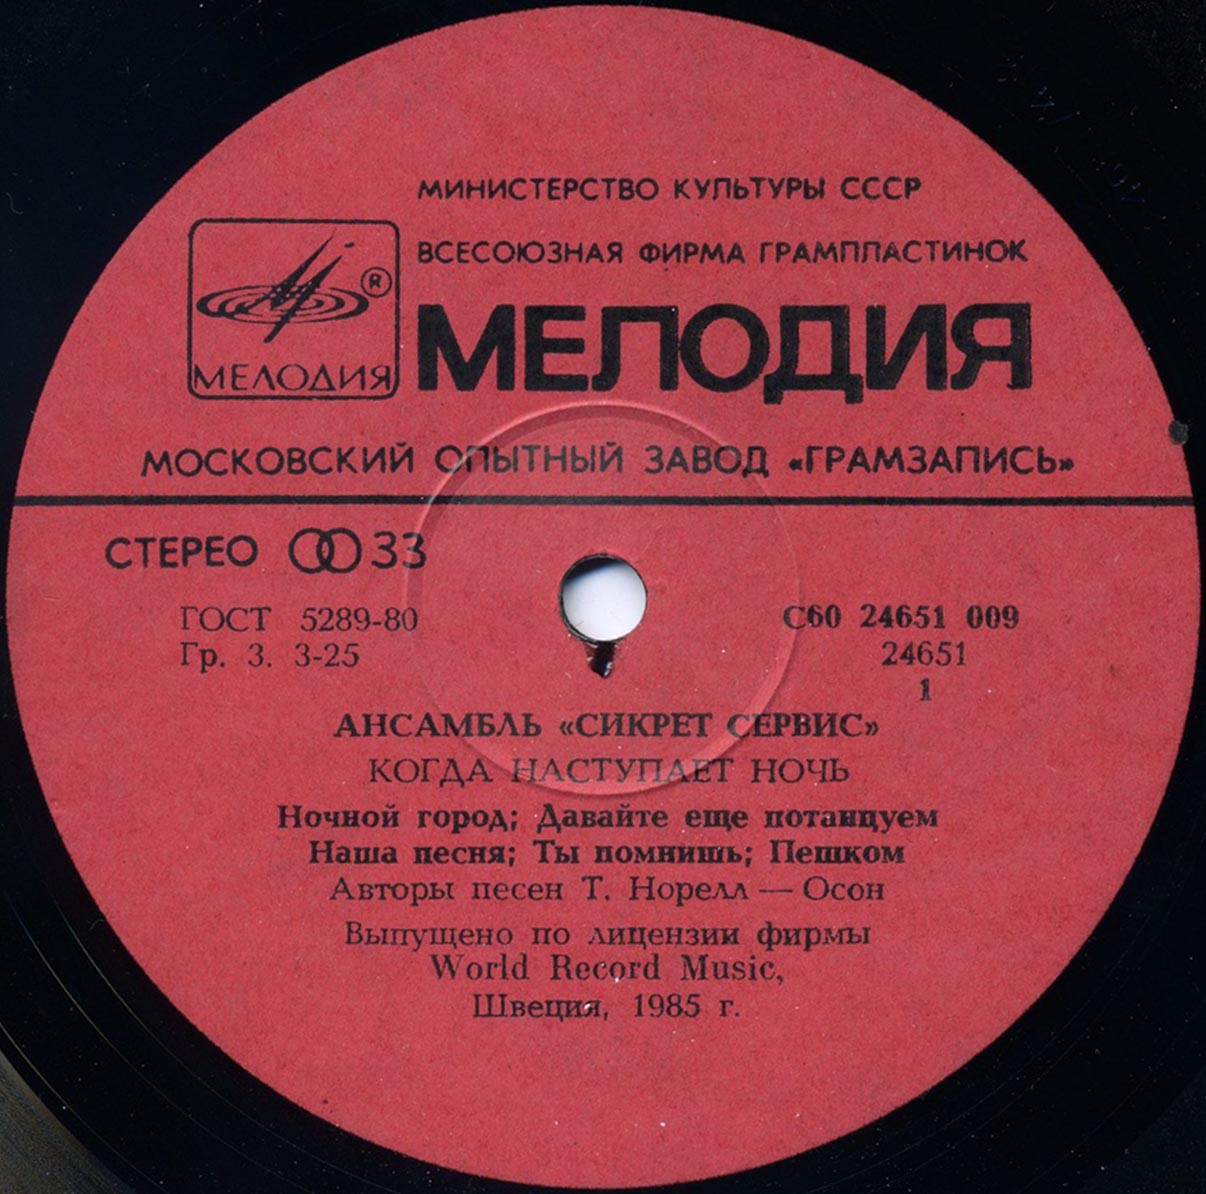 МИНИСТЕРСТВО КУЛЬТУРЫ СССР
ВСЕСОЮЗНАЯ ФИРМА ГРАМПЛАСТИНОК
МЕЛОДИЯ ®
МЕЛОДИЯ
МОСКОВСКИЙ ОПЫТНЫЙ ЗАВОД «ГРАМЗАПИСЬ»
СТЕРЕО 33
ГОСТ 5289-80
Гр. 3. 3-25
С60 24651 009
24651
1
АНСАМБЛЬ «СИКРЕТ СЕРВИС»
КОГДА НАСТУПАЕТ НОЧЬ
Ночной город; Давайте еще потанцуем
Наша песня; Ты помнишь; Пешком
Авторы песен Т. Норелл — Осон
Выпущено по лицензии фирмы
World Record Music,
Швеция, 1985 г.